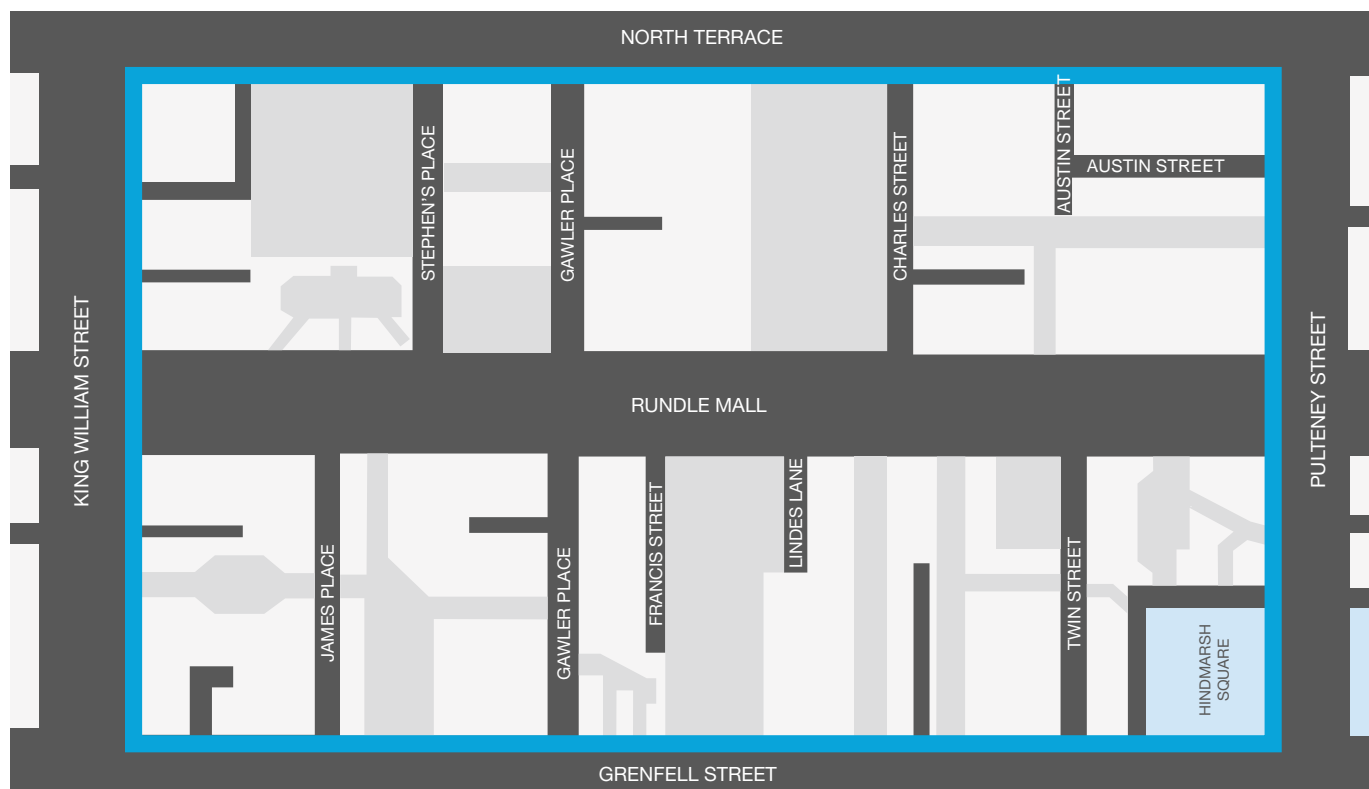 NORTH TERRACE
STEPHEN'S PLACE
GAWLER PLACE
CHARLES STREET
AUSTIN STREET
AUSTIN STREET
KING WILLIAM STREET
RUNDLE MALL
PULTENEY STREET
JAMES PLACE
GAWLER PLACE
FRANCIS STREET
LINDES LANE
TWIN STREET
HINDMARSH
SQUARE
GRENFELL STREET